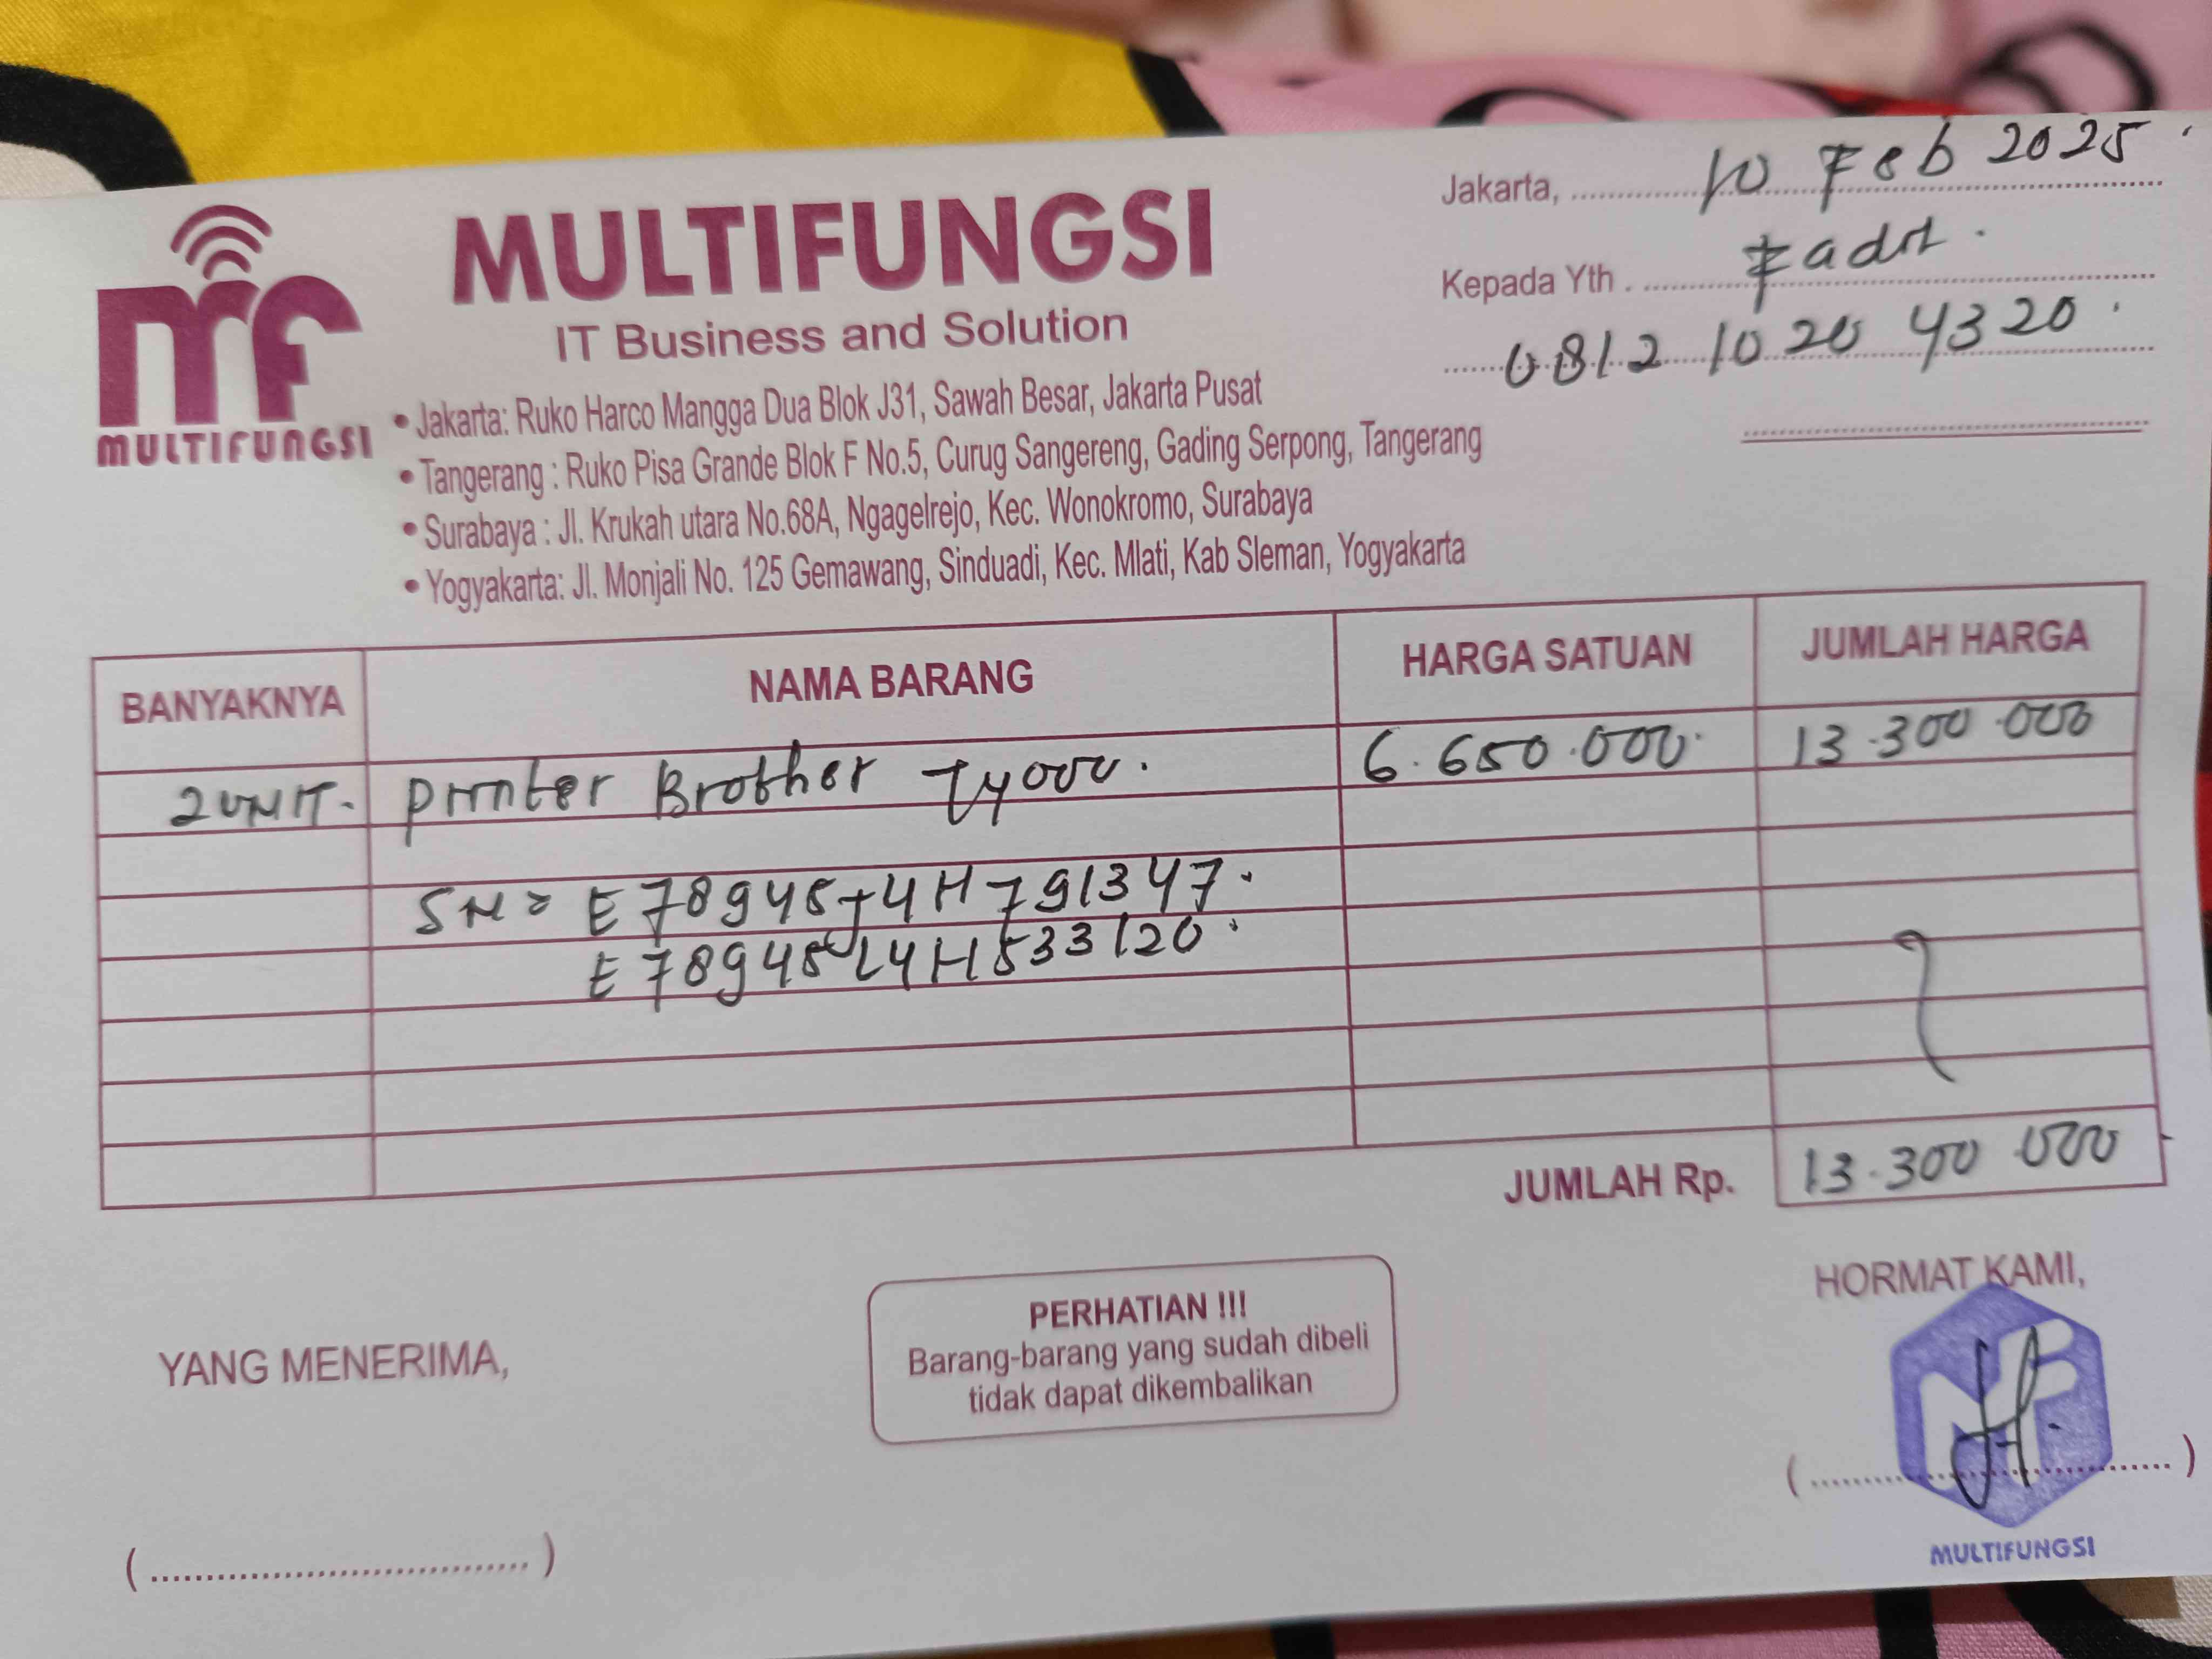 MULTIFUNGSI
MULTIFUNGSI
IT Business and Solution
• Jakarta: Ruko Harco Mangga Dua Blok J31, Sawah Besar, Jakarta Pusat
• Tangerang : Ruko Pisa Grande Blok F No.5, Curug Sangereng, Gading Serpong, Tangerang
• Surabaya : Jl. Krukah utara No.68A, Ngagelrejo, Kec. Wonokromo, Surabaya
• Yogyakarta: Jl. Monjali No. 125 Gemawang, Sinduadi, Kec. Mlati, Kab Sleman, Yogyakarta
Jakarta, 10 Feb 2025
Kepada Yth .
0812 1020 4320
BANYAKNYA NAMA BARANG HARGA SATUAN JUMLAH HARGA
2 UNIT. Printer Brother T4000. 6.650.000 13.300.000
SN = E78945J4H791347.
E78945L4H533120.
JUMLAH Rp. 13.300 000
PERHATIAN !!!
Barang-barang yang sudah dibeli
tidak dapat dikembalikan
YANG MENERIMA,
HORMAT KAMI,
MULTIFUNGSI